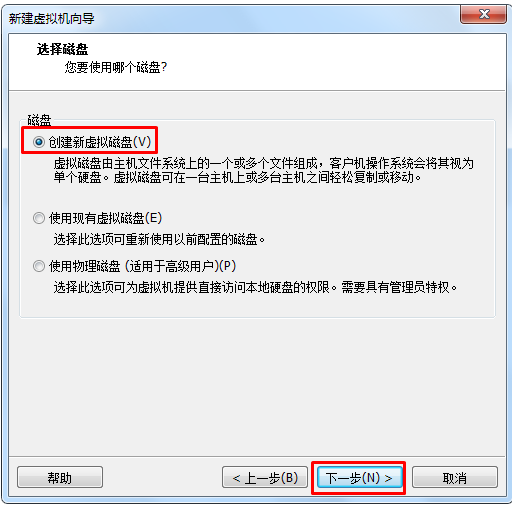 新建虚拟机向导
选择磁盘
您要使用哪个磁盘?
磁盘
创建新虚拟磁盘(V)
虚拟磁盘由主机文件系统上的一个或多个文件组成，客户机操作系统会将其视为
单个硬盘。虚拟磁盘可在一台主机上或多台主机之间轻松复制或移动。
使用现有虚拟磁盘(E)
选择此选项可重新使用以前配置的磁盘。
使用物理磁盘 (适用于高级用户)(P)
选择此选项可为虚拟机提供直接访问本地硬盘的权限。需要具有管理员特权。
帮助
< 上一步(B)
下一步(N) >
取消